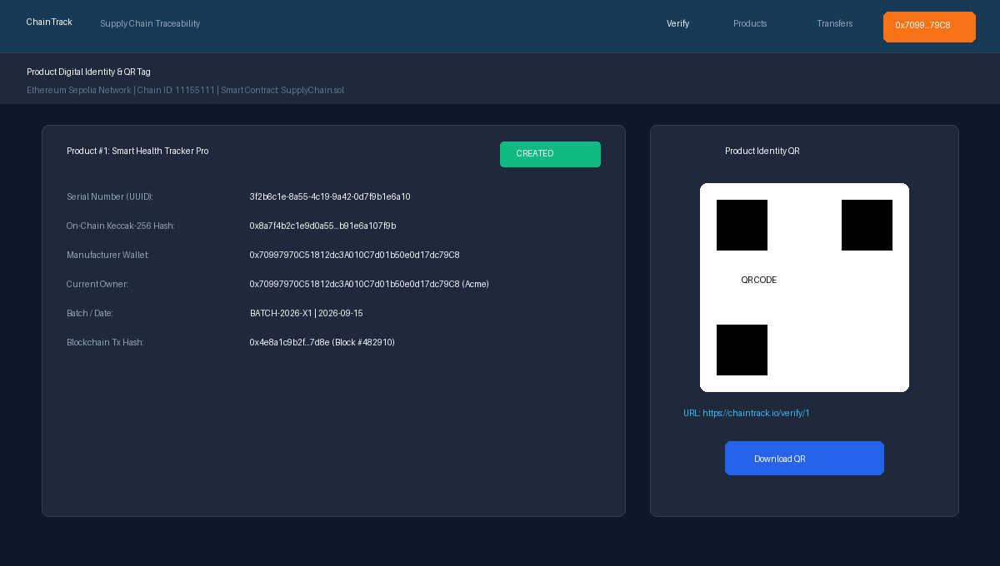 ChainTrack
Supply Chain Traceability
Verify
Products
Transfers
0x7099...79C8
Product Digital Identity & QR Tag
Ethereum Sepolia Network | Chain ID: 11155111 | Smart Contract: SupplyChain.sol
Product #1: Smart Health Tracker Pro
CREATED
Serial Number (UUID): 3f2b6c1e-8a55-4c19-9a42-0d7f9b1e6a10
On-Chain Keccak-256 Hash: 0x8a7f4b2c1e9d0a55...b91e6a107f9b
Manufacturer Wallet: 0x70997970C51812dc3A010C7d01b50e0d17dc79C8
Current Owner: 0x70997970C51812dc3A010C7d01b50e0d17dc79C8 (Acme)
Batch / Date: BATCH-2026-X1 | 2026-09-15
Blockchain Tx Hash: 0x4e8a1c9b2f...7d8e (Block #482910)
Product Identity QR
QR CODE
URL: https://chaintrack.io/verify/1
Download QR